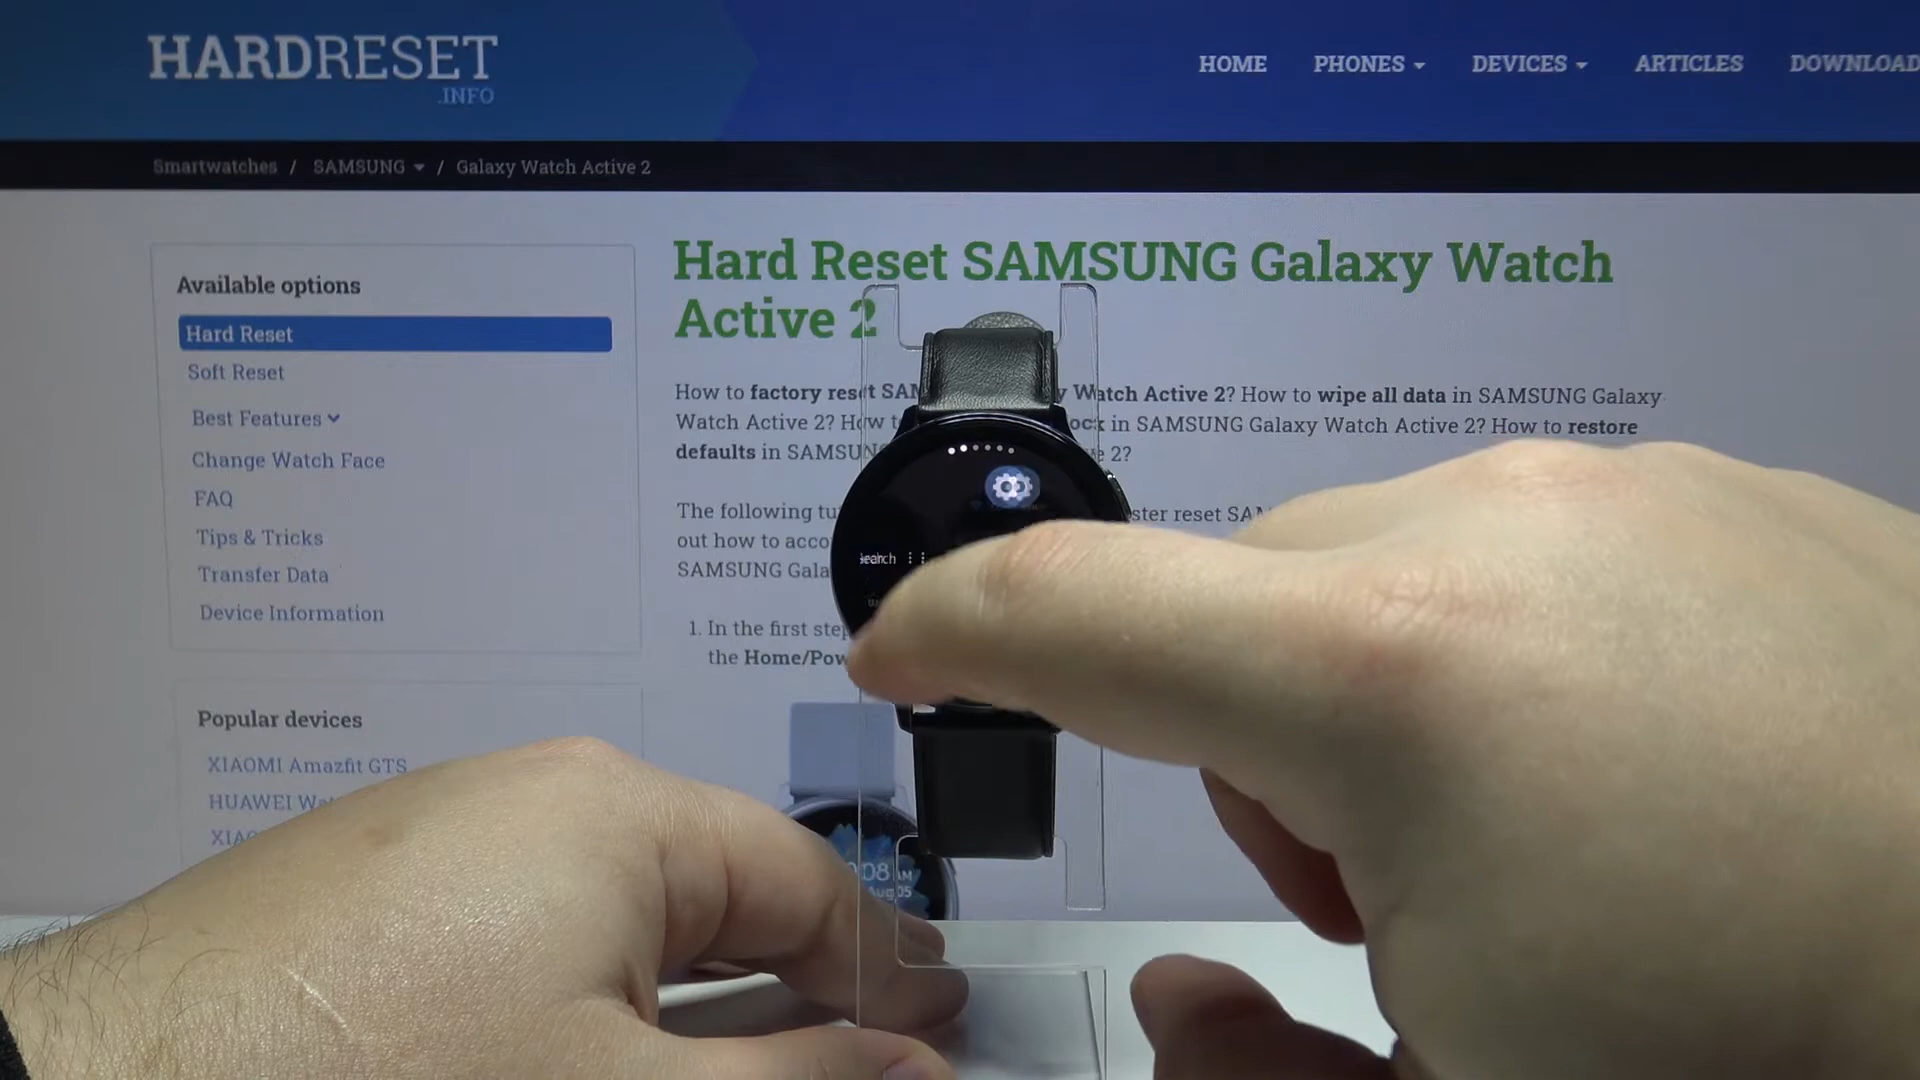 HARDRESET
.INFO
HOME PHONES DEVICES ARTICLES DOWNLOAD
Smartwatches / SAMSUNG / Galaxy Watch Active 2
Available options
Hard Reset
Soft Reset
Best Features
Change Watch Face
FAQ
Tips & Tricks
Transfer Data
Device Information
Popular devices
XIAOMI Amazfit GTS
HUAWEI
Hard Reset SAMSUNG Galaxy Watch
Active 2
How to factory reset Watch Active 2? How to wipe all data in SAMSUNG Galaxy
Watch Active 2? How in SAMSUNG Galaxy Watch Active 2? How to restore
defaults in 2?
The following reset
out how to
SAMSUNG
1. In the first step
the Home/
AM
Aug 05